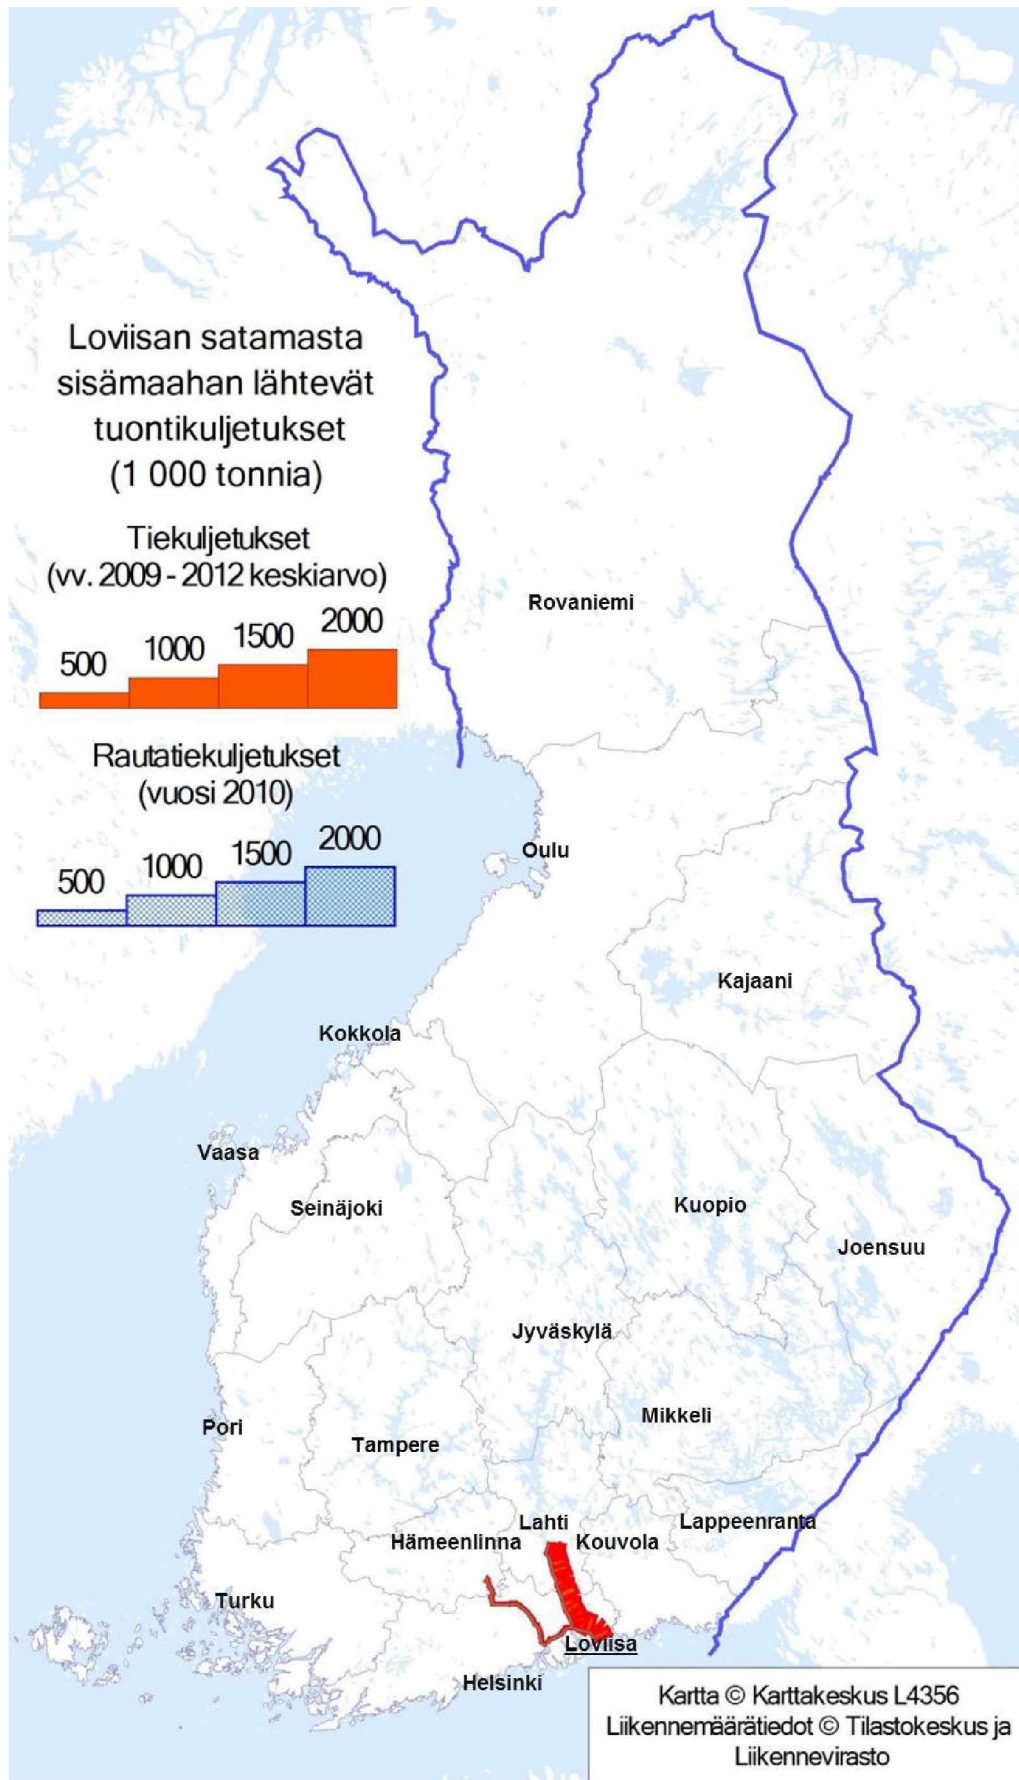 Loviisan satamasta
sisämaahan lähtevät
tuontikuljetukset
(1 000 tonnia)
Tiekuljetukset
(vv. 2009 - 2012 keskiarvo)
500 1000 1500 2000
Rautatiekuljetukset
(vuosi 2010)
500 1000 1500 2000
Rovaniemi
Oulu
Kajaani
Kokkola
Vaasa
Seinäjoki
Kuopio
Joensuu
Jyväskylä
Mikkeli
Pori
Tampere
Lahti
Lappeenranta
Hämeenlinna
Kouvola
Turku
Loviisa
Helsinki
Kartta © Karttakeskus L4356
Liikennemäärätiedot © Tilastokeskus ja
Liikennevirasto